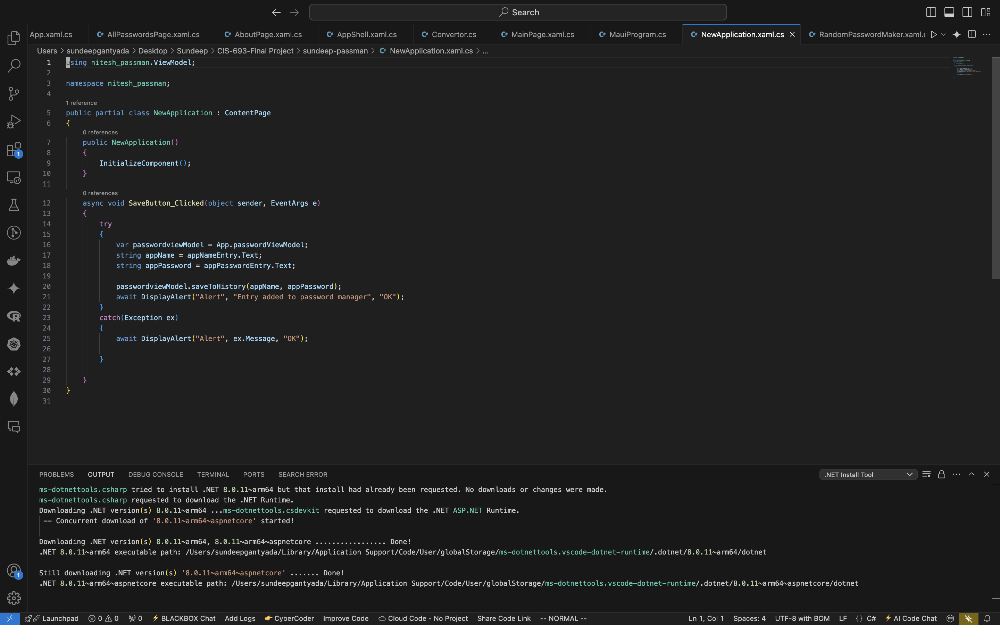 Search
App.xaml.cs
C# AllPasswordsPage.xaml.cs
C# AboutPage.xaml.cs
C# AppShell.xaml.cs
C# Convertor.cs
C# MainPage.xaml.cs
C# MauiProgram.cs
C# NewApplication.xaml.cs
C# RandomPasswordMaker.xaml.c
Users > sundeepgantyada > Desktop > Sundeep > CIS-693-Final Project > sundeep-passman > C# NewApplication.xaml.cs > ...
1 using nitesh_passman.ViewModel;
2
3 namespace nitesh_passman;
4
1 reference
5 public partial class NewApplication : ContentPage
6 {
0 references
7 public NewApplication()
8 {
9 InitializeComponent();
10 }
11
0 references
12 async void SaveButton_Clicked(object sender, EventArgs e)
13 {
14 try
15 {
16 var passwordviewModel = App.passwordViewModel;
17 string appName = appNameEntry.Text;
18 string appPassword = appPasswordEntry.Text;
19
20 passwordviewModel.saveToHistory(appName, appPassword);
21 await DisplayAlert("Alert", "Entry added to password manager", "OK");
22 }
23 catch(Exception ex)
24 {
25 await DisplayAlert("Alert", ex.Message, "OK");
26
27 }
28
29 }
30 }
31
1
1
PROBLEMS OUTPUT DEBUG CONSOLE TERMINAL PORTS SEARCH ERROR
.NET Install Tool
ms-dotnettools.csharp tried to install .NET 8.0.11~arm64 but that install had already been requested. No downloads or changes were made.
ms-dotnettools.csharp requested to download the .NET Runtime.
Downloading .NET version(s) 8.0.11~arm64 ...ms-dotnettools.csdevkit requested to download the .NET ASP.NET Runtime.
-- Concurrent download of '8.0.11~arm64~aspnetcore' started!
Downloading .NET version(s) 8.0.11~arm64, 8.0.11~arm64~aspnetcore ................. Done!
.NET 8.0.11~arm64 executable path: /Users/sundeepgantyada/Library/Application Support/Code/User/globalStorage/ms-dotnettools.vscode-dotnet-runtime/.dotnet/8.0.11~arm64/dotnet
Still downloading .NET version(s) '8.0.11~arm64~aspnetcore' ....... Done!
.NET 8.0.11~arm64~aspnetcore executable path: /Users/sundeepgantyada/Library/Application Support/Code/User/globalStorage/ms-dotnettools.vscode-dotnet-runtime/.dotnet/8.0.11~arm64~aspnetcore/dotnet
Launchpad 0 0 0 BLACKBOX Chat Add Logs CyberCoder Improve Code Cloud Code - No Project Share Code Link -- NORMAL -- Ln 1, Col 1 Spaces: 4 UTF-8 with BOM LF {} C# AI Code Chat